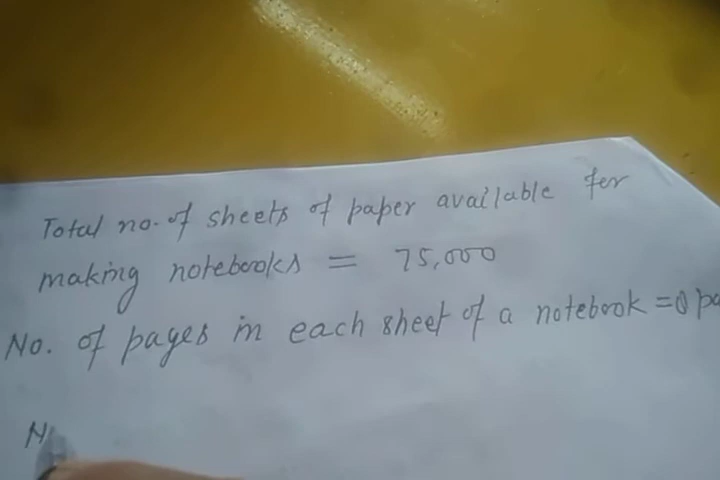 Total no. of sheets of paper available for
making notebooks = 75,000
No. of pages in each sheet of a notebook =
N